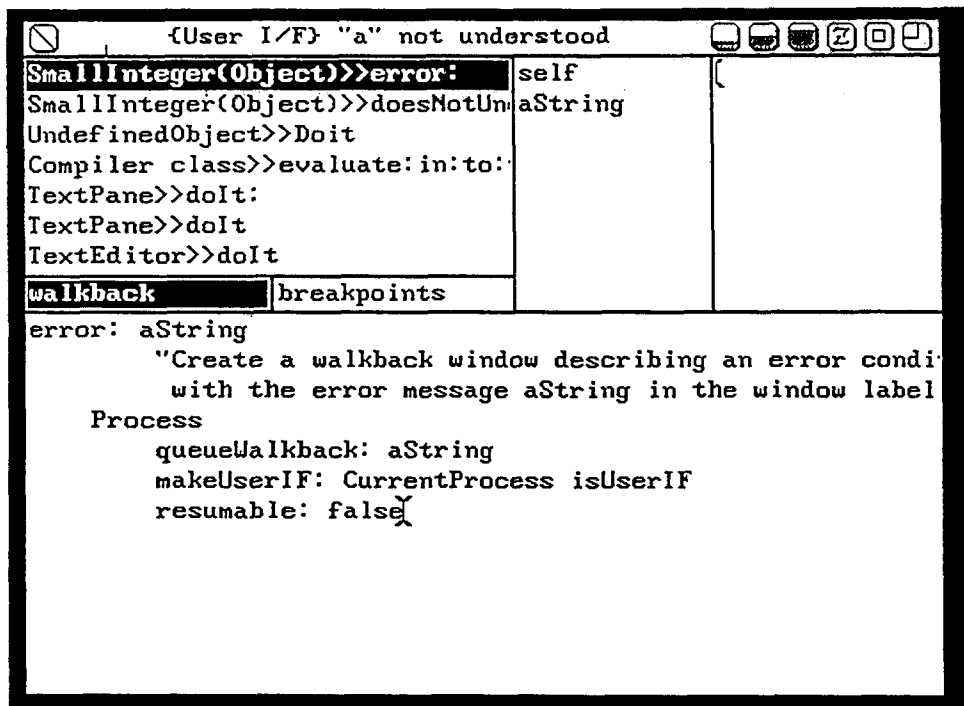 {User I/F} "a" not understood
SmallInteger(Object)>>error:
SmallInteger(Object)>>doesNotUn
UndefinedObject>>Doit
Compiler class>>evaluate:in:to:
TextPane>>doIt:
TextPane>>doIt
TextEditor>>doIt
walkback
breakpoints
self
aString
error: aString
"Create a walkback window describing an error condi
with the error message aString in the window label
Process
queueWalkback: aString
makeUserIF: CurrentProcess isUserIF
resumable: false